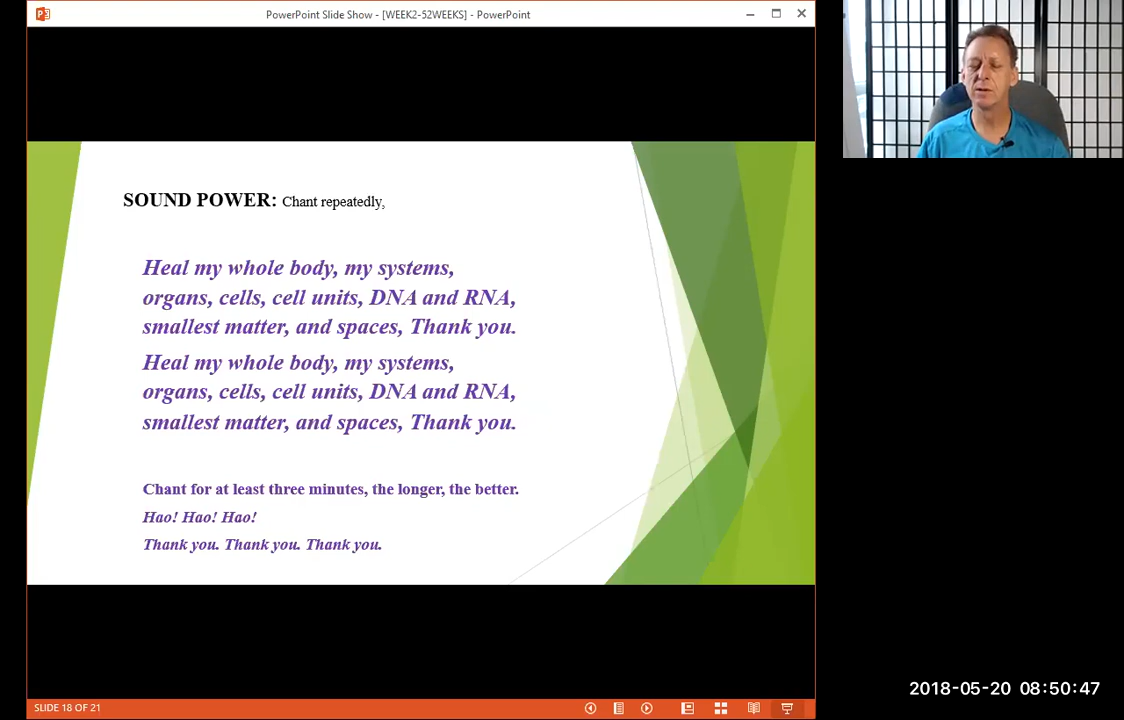 PowerPoint Slide Show - [WEEK2-52WEEKS] - PowerPoint
SOUND POWER: Chant repeatedly,
Heal my whole body, my systems,
organs, cells, cell units, DNA and RNA,
smallest matter, and spaces, Thank you.
Heal my whole body, my systems,
organs, cells, cell units, DNA and RNA,
smallest matter, and spaces, Thank you.
Chant for at least three minutes, the longer, the better.
Hao! Hao! Hao!
Thank you. Thank you. Thank you.
SLIDE 18 OF 21
2018-05-20 08:50:47